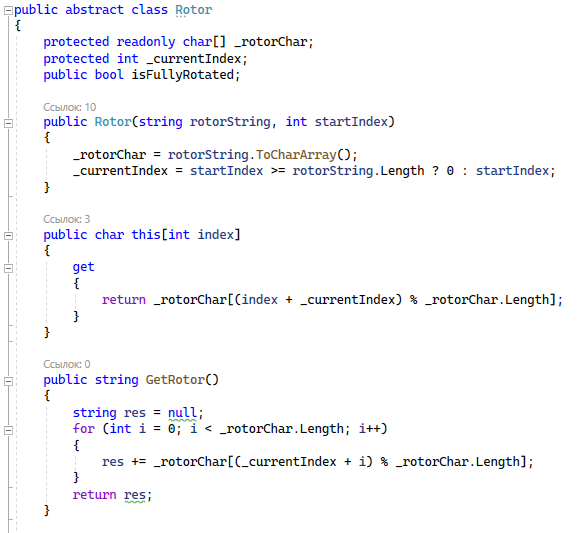 public abstract class Rotor
{
protected readonly char[] _rotorChar;
protected int _currentIndex;
public bool isFullyRotated;
Ссылок: 10
public Rotor(string rotorString, int startIndex)
{
_rotorChar = rotorString.ToCharArray();
_currentIndex = startIndex >= rotorString.Length ? 0 : startIndex;
}
Ссылок: 3
public char this[int index]
{
get
{
return _rotorChar[(index + _currentIndex) % _rotorChar.Length];
}
}
Ссылок: 0
public string GetRotor()
{
string res = null;
for (int i = 0; i < _rotorChar.Length; i++)
{
res += _rotorChar[(_currentIndex + i) % _rotorChar.Length];
}
return res;
}